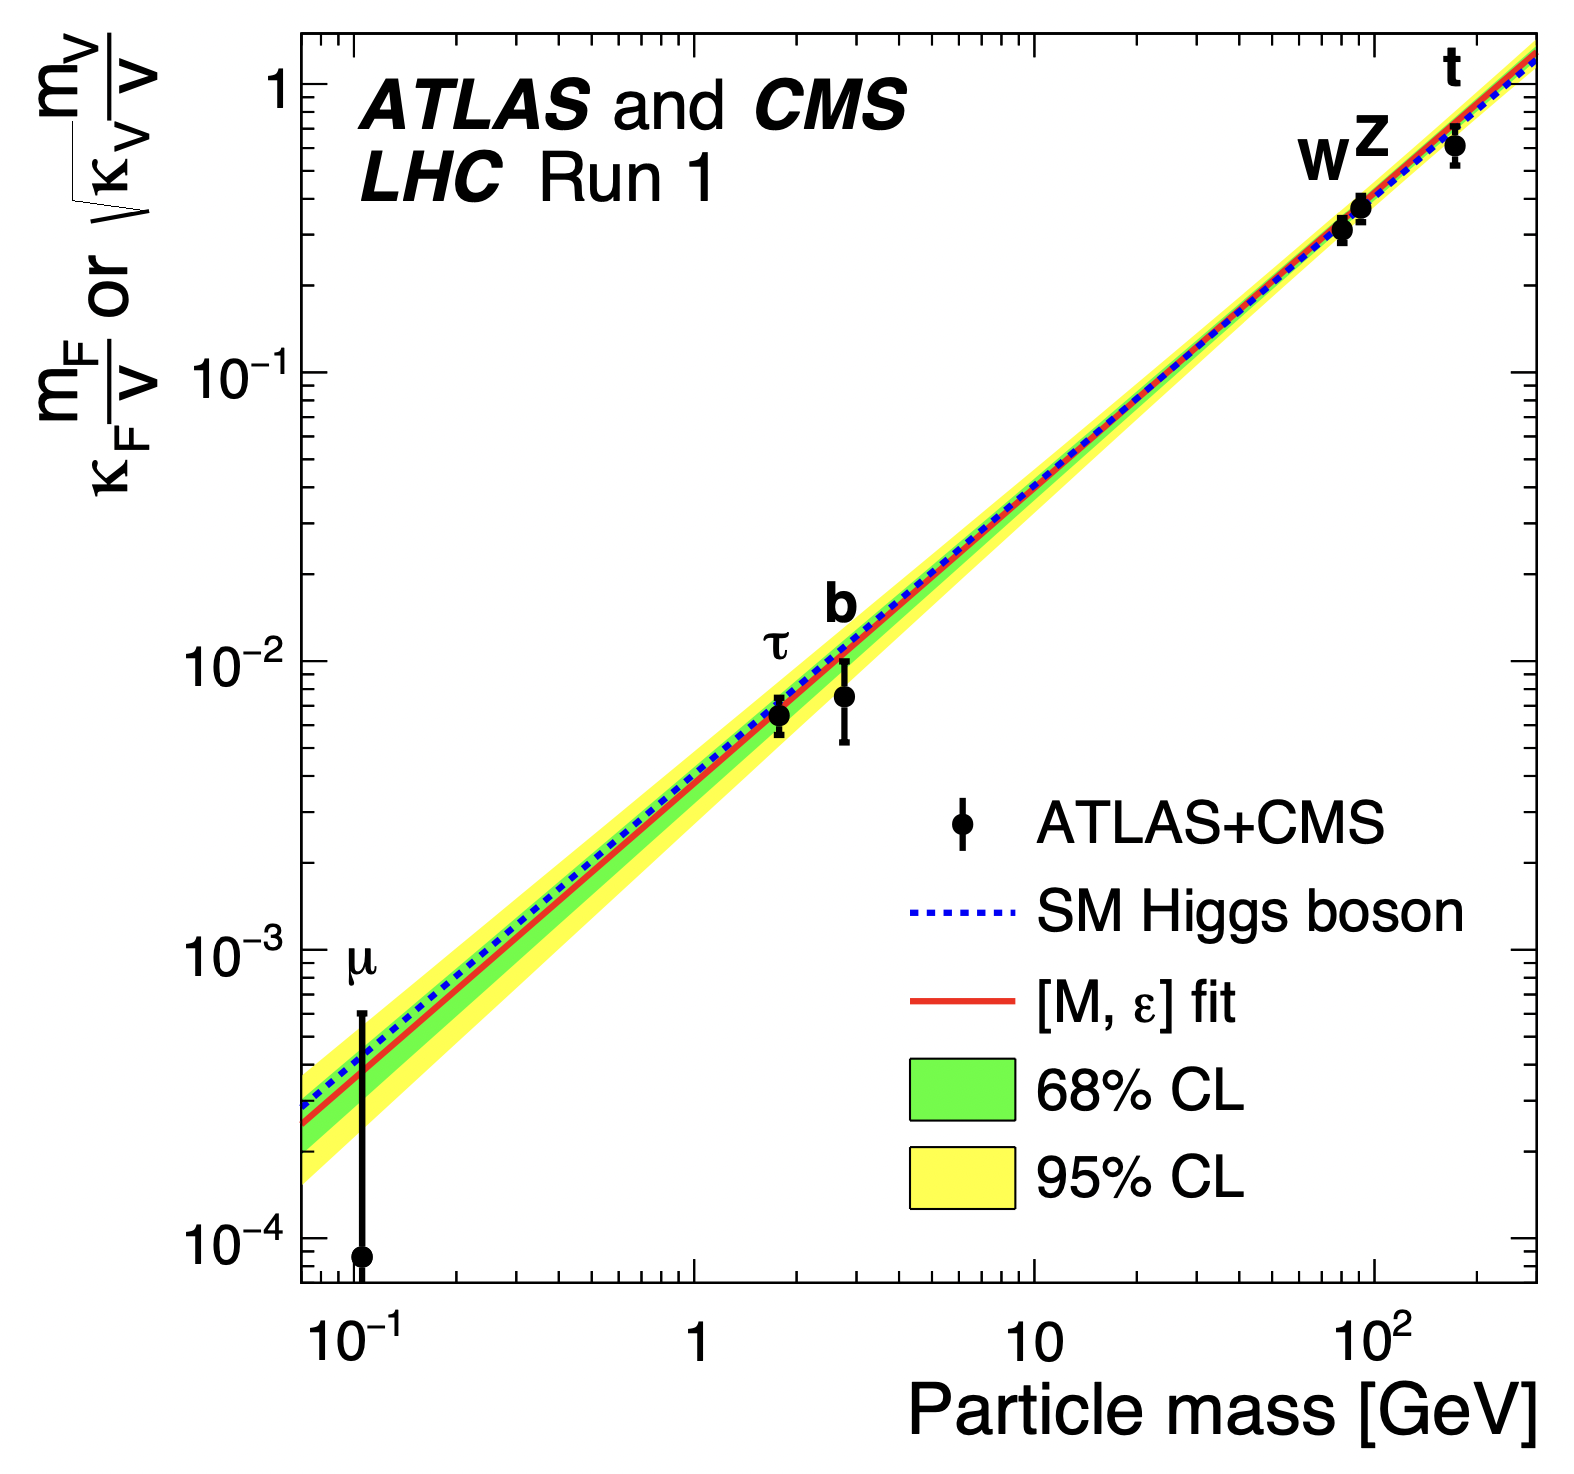 ATLAS and CMS
LHC Run 1
κ_F m_F/v or √κ_V m_V/v
1
10⁻¹
10⁻²
10⁻³
10⁻⁴
t
Z
W
b
τ
μ
ATLAS+CMS
SM Higgs boson
[M, ε] fit
68% CL
95% CL
10⁻¹ 1 10 10²
Particle mass [GeV]